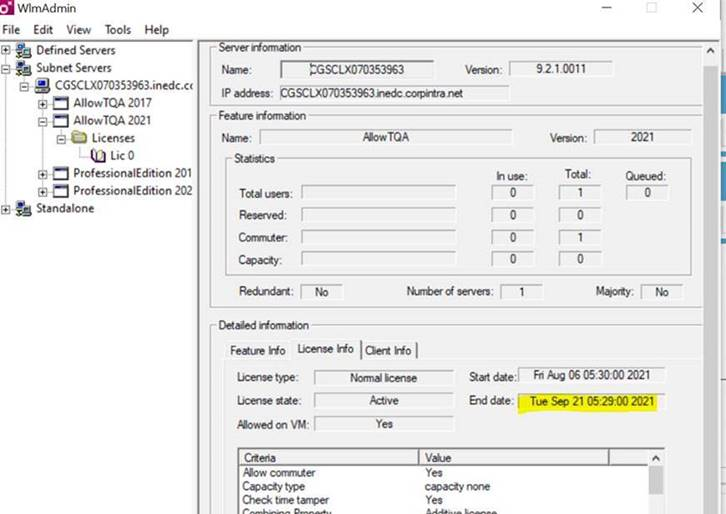 WlmAdmin
File Edit View Tools Help
Defined Servers
Subnet Servers
CGSCLX070353963.inedc.cc
AllowTQA 2017
AllowTQA 2021
Licenses
Lic 0
ProfessionalEdition 201
ProfessionalEdition 202
Standalone
Server information
Name: CGSCLX070353963 Version: 9.2.1.0011
IP address: CGSCLX070353963.inedc.corpintra.net
Feature information
Name: AllowTQA Version: 2021
Statistics
In use: Total: Queued:
Total users: 0 1 0
Reserved: 0 0
Commuter: 0 1
Capacity: 0 0
Redundant: No Number of servers: 1 Majority: No
Detailed information
Feature Info License Info Client Info
License type: Normal license Start date: Fri Aug 06 05:30:00 2021
License state: Active End date: Tue Sep 21 05:29:00 2021
Allowed on VM: Yes
Criteria Value
Allow commuter Yes
Capacity type capacity none
Check time tamper Yes
Combining Property Additive license